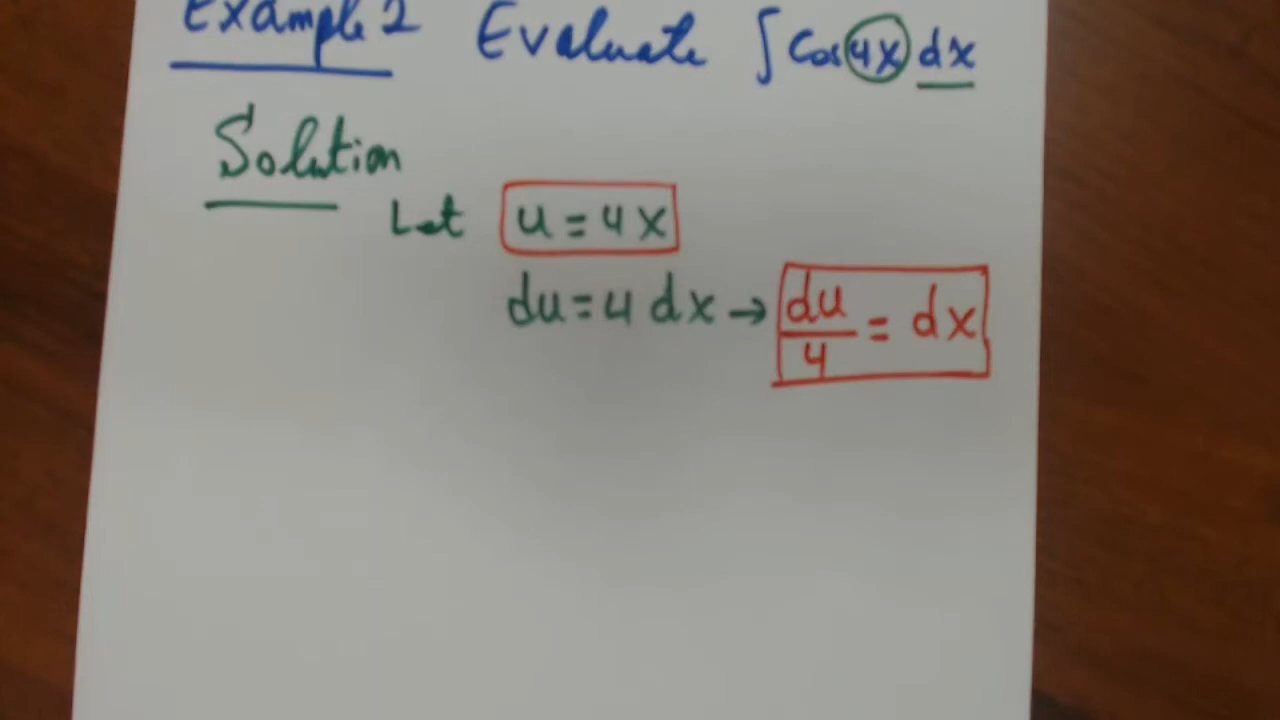 Example 2 Evaluate ∫ Cos 4x dx
Solution
Let u = 4x
du = 4 dx → du/4 = dx